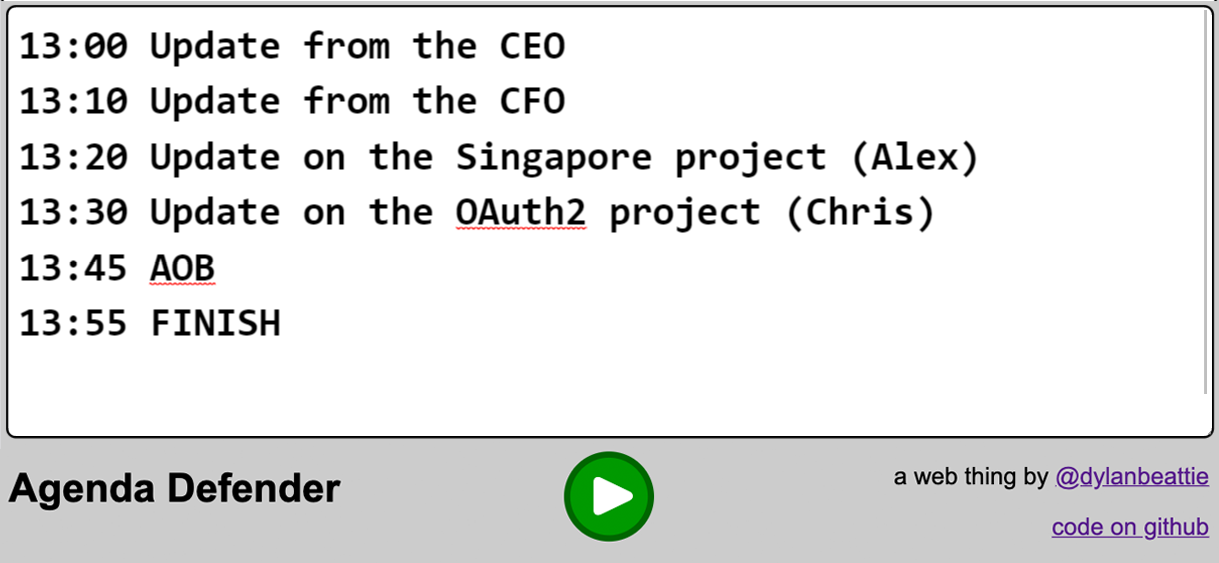 13:00 Update from the CEO
13:10 Update from the CFO
13:20 Update on the Singapore project (Alex)
13:30 Update on the OAuth2 project (Chris)
13:45 AOB
13:55 FINISH
Agenda Defender
a web thing by @dylanbeattie
code on github